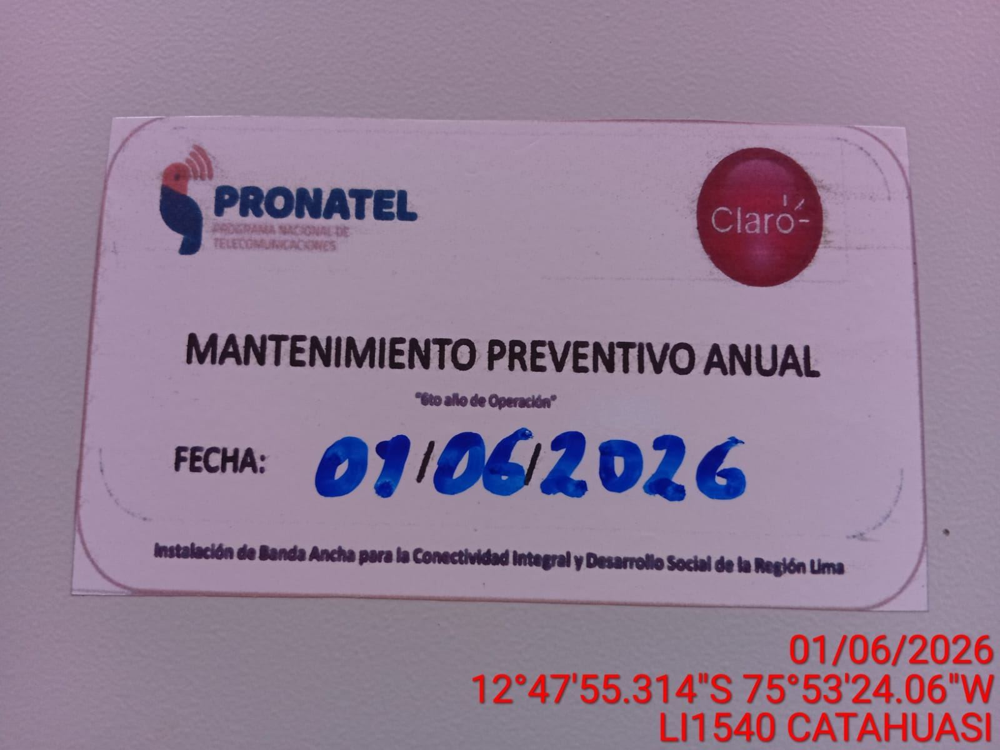 PRONATEL
PROGRAMA NACIONAL DE
TELECOMUNICACIONES
Claro
MANTENIMIENTO PREVENTIVO ANUAL
"6to año de Operación"
FECHA: 01/06/2026
Instalación de Banda Ancha para la Conectividad Integral y Desarrollo Social de la Región Lima
01/06/2026
12°47'55.314"S 75°53'24.06"W
LI1540 CATAHUASI